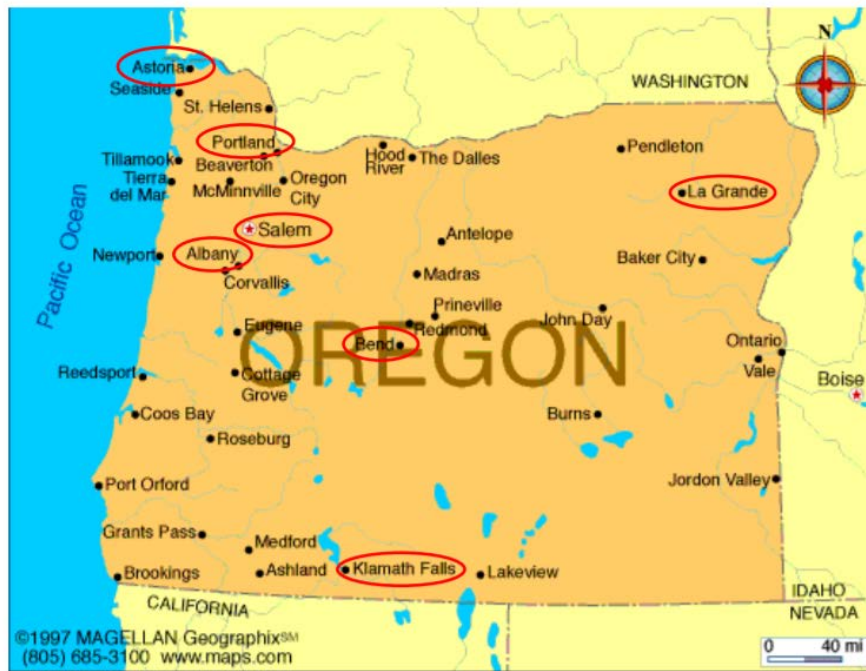 N
WASHINGTON
Astoria
Seaside
St. Helens
Portland
Pendleton
Hood
River
The Dalles
Tillamook
Beaverton
Tierra
del Mar
McMinnville
Oregon
City
La Grande
Salem
Antelope
Newport
Albany
Baker City
Corvallis
Madras
Pacific Ocean
Prineville
John Day
Redmond
Eugene
Bend
OREGON
Ontario
Vale
Reedsport
Cottage
Grove
Boise
Coos Bay
Burns
Roseburg
Jordon Valley
Port Orford
Grants Pass
Medford
Klamath Falls
Brookings
Ashland
Lakeview
IDAHO
CALIFORNIA
NEVADA
©1997 MAGELLAN Geographix℠
(805) 685-3100 www.maps.com
0 40 mi